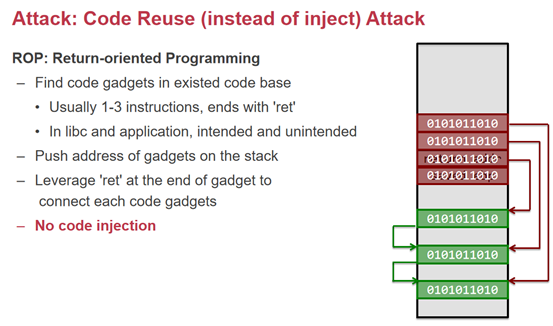 Attack: Code Reuse (instead of inject) Attack
ROP: Return-oriented Programming
– Find code gadgets in existed code base
• Usually 1-3 instructions, ends with 'ret'
• In libc and application, intended and unintended
– Push address of gadgets on the stack
– Leverage 'ret' at the end of gadget to
connect each code gadgets
– No code injection
0101011010
0101011010
0101011010
0101011010
0101011010
0101011010
0101011010